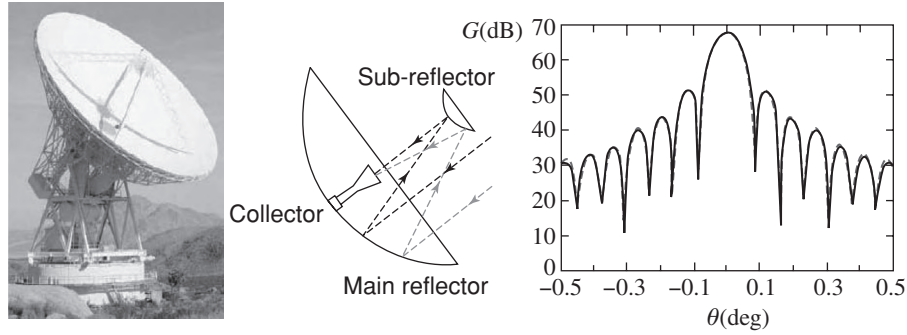 Sub-reflector
Collector
Main reflector
G(dB)
70
60
50
40
30
20
10
0
−0.5 −0.3 −0.1 0.1 0.3 0.5
θ(deg)